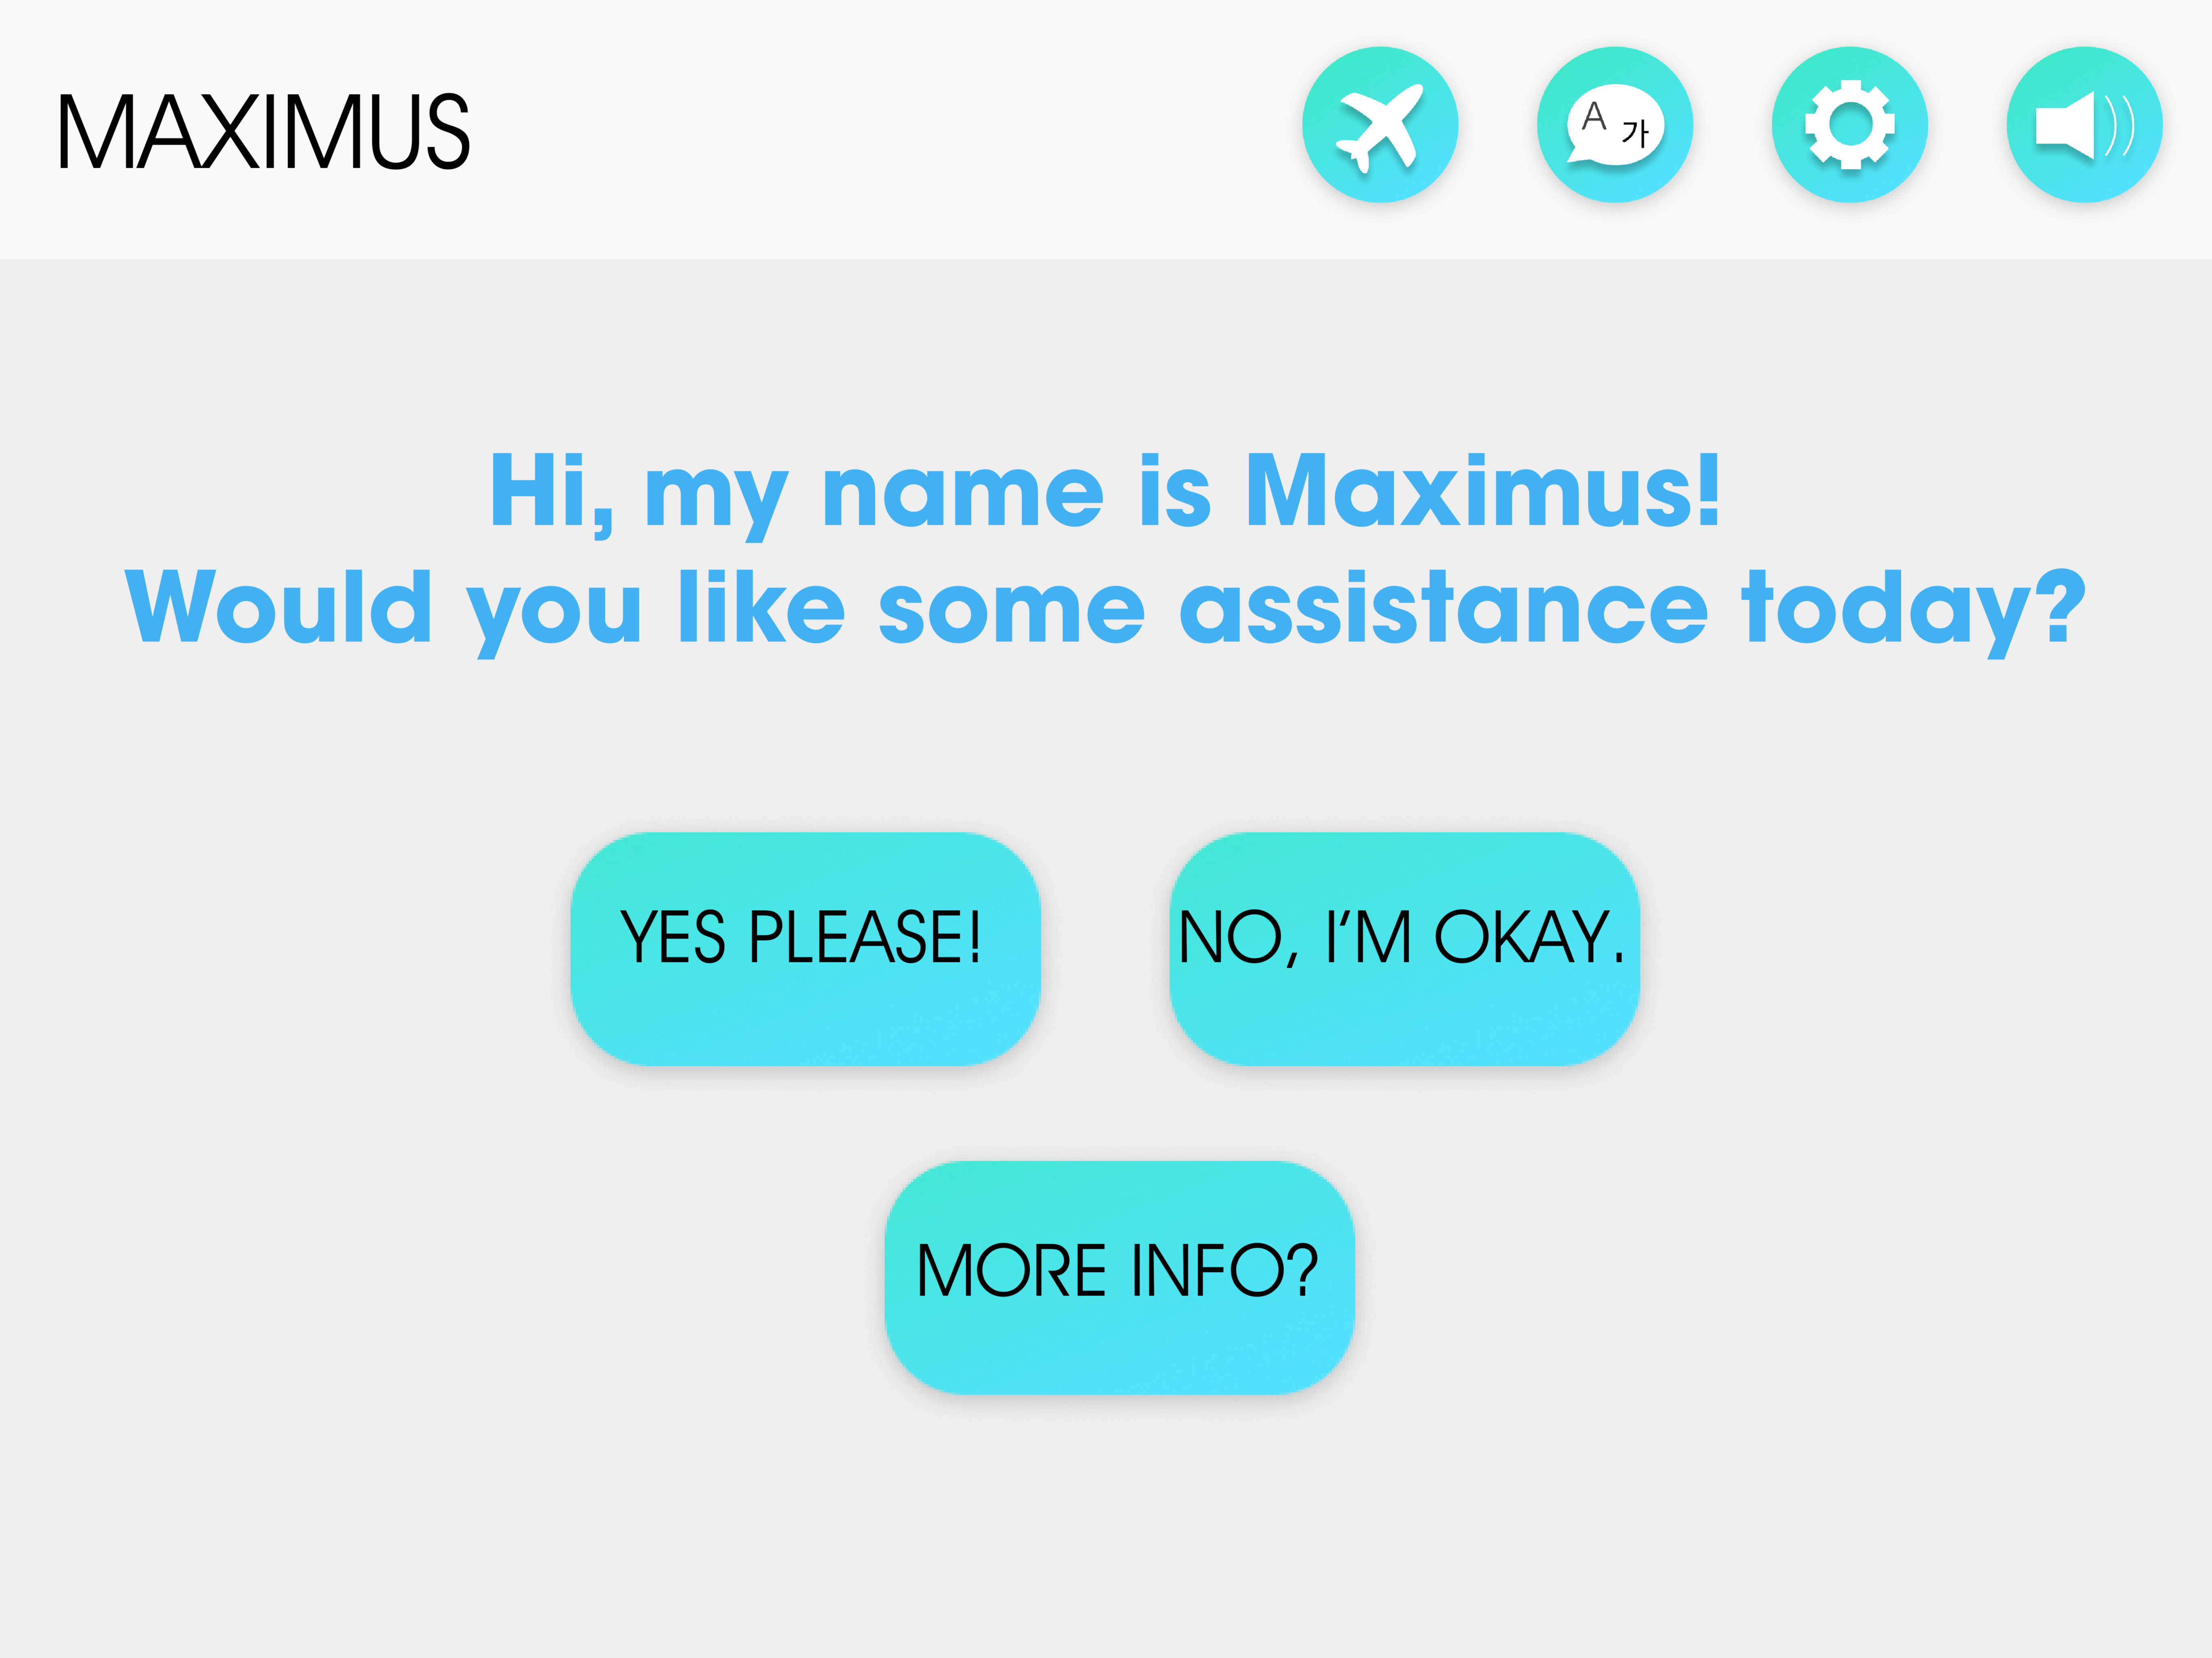 MAXIMUS
A 가
Hi, my name is Maximus!
Would you like some assistance today?
YES PLEASE!
NO, I‘M OKAY.
MORE INFO?